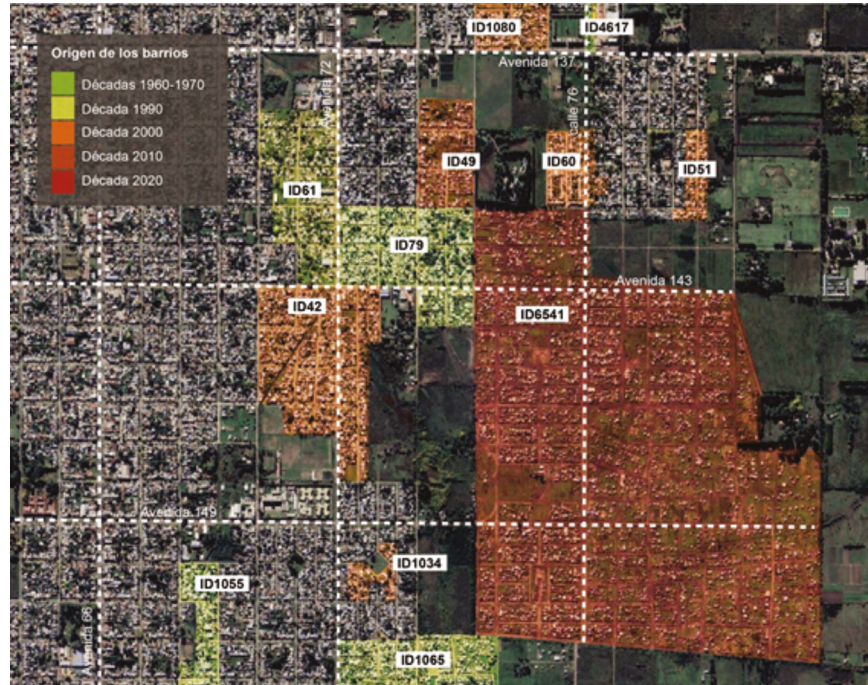 Origen de los barrios
Décadas 1960-1970
Década 1990
Década 2000
Década 2010
Década 2020
ID1080
ID4617
Avenida 137
Avenida 72
calle 76
ID49
ID60
ID51
ID61
ID79
Avenida 143
ID42
ID6541
Avenida 149
ID1034
ID1055
Avenida 66
ID1065